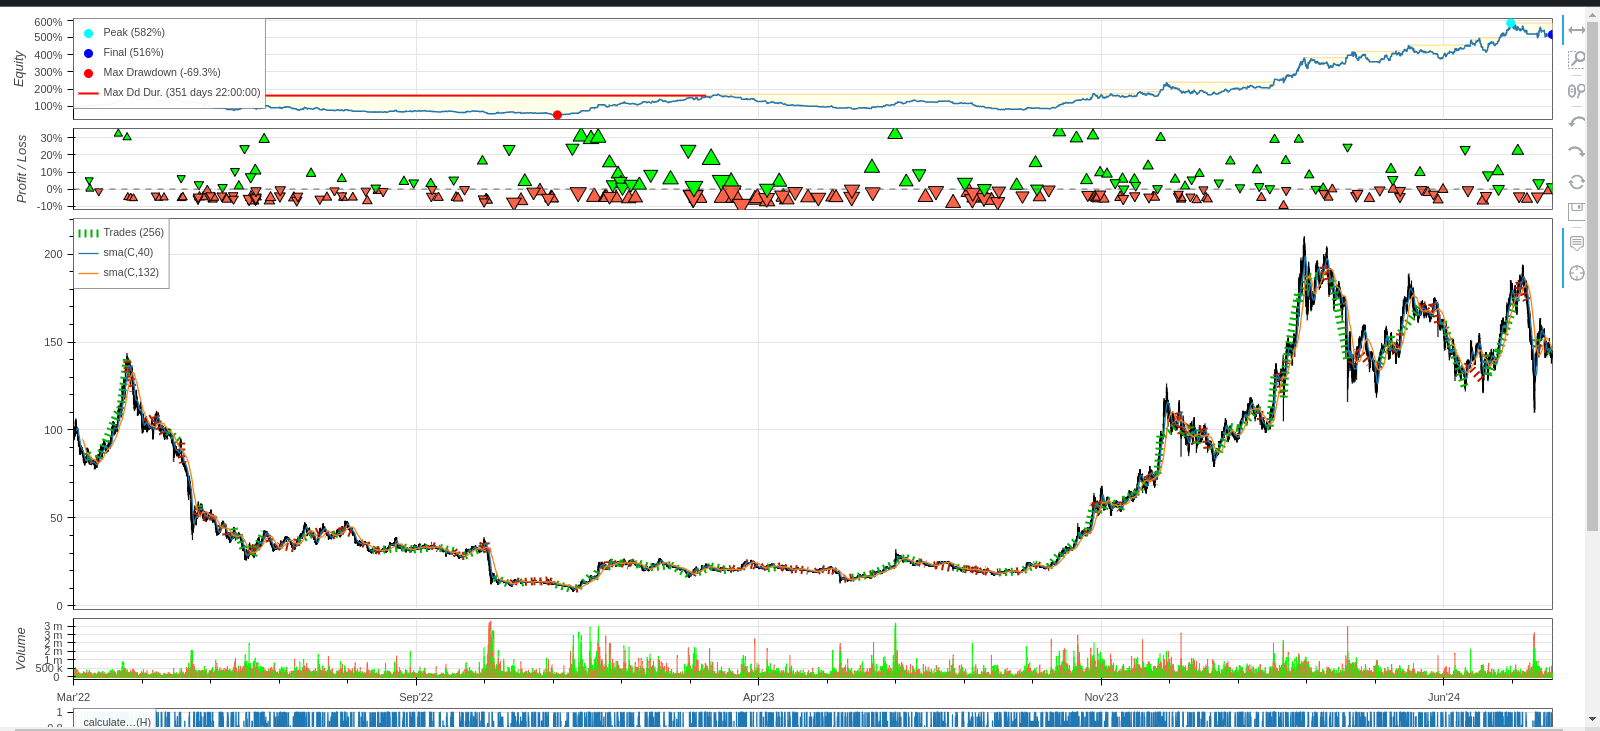 600%
500%
400%
300%
200%
100%
Equity
Peak (582%)
Final (516%)
Max Drawdown (-69.3%)
Max Dd Dur. (351 days 22:00:00)
30%
20%
10%
0%
-10%
Profit / Loss
Trades (256)
sma(C,40)
sma(C,132)
200
150
100
50
0
Volume
3 m
3 m
2 m
2 m
1 m
500 k
0
Mar'22
Sep'22
Apr'23
Nov'23
Jun'24
1
0.8
calculate...(H)